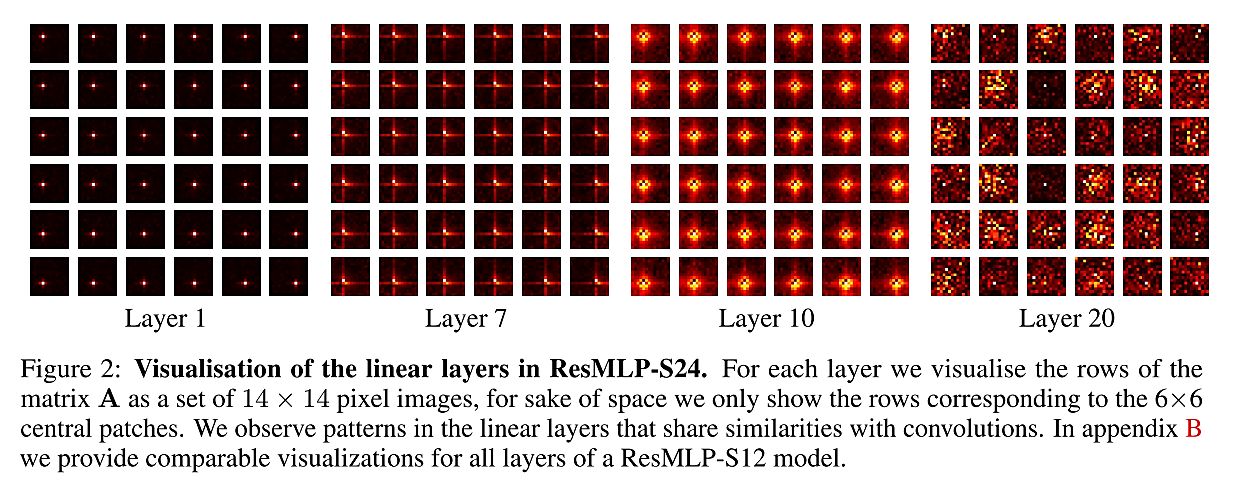 Layer 1 Layer 7 Layer 10 Layer 20
Figure 2: Visualisation of the linear layers in ResMLP-S24. For each layer we visualise the rows of the
matrix A as a set of 14 × 14 pixel images, for sake of space we only show the rows corresponding to the 6×6
central patches. We observe patterns in the linear layers that share similarities with convolutions. In appendix B
we provide comparable visualizations for all layers of a ResMLP-S12 model.